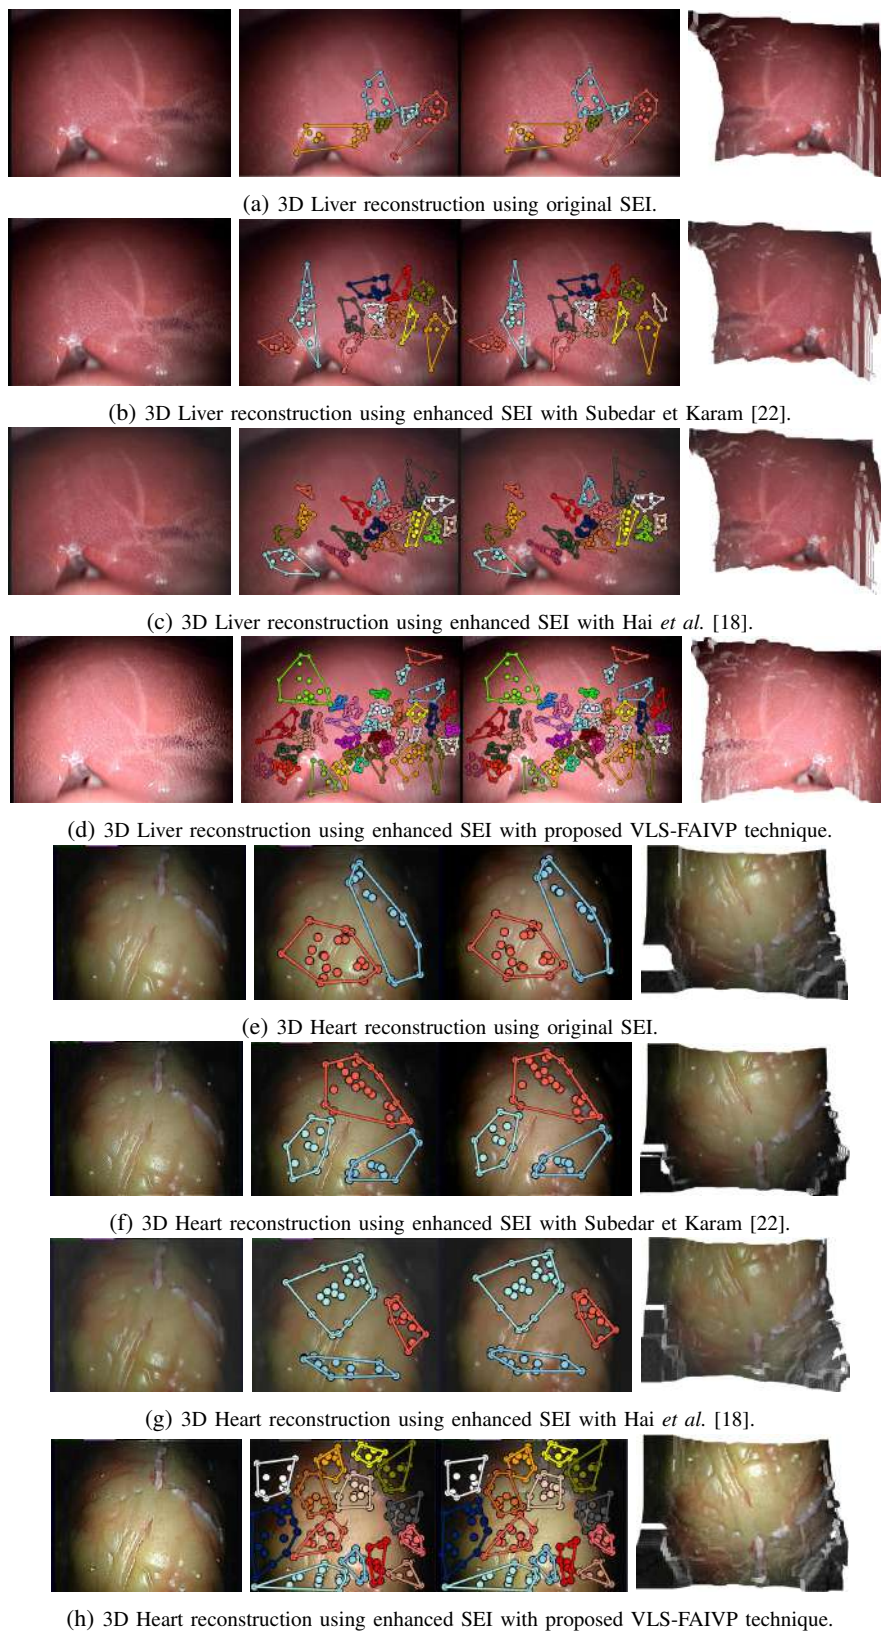 (a) 3D Liver reconstruction using original SEI.
(b) 3D Liver reconstruction using enhanced SEI with Subedar et Karam [22].
(c) 3D Liver reconstruction using enhanced SEI with Hai et al. [18].
(d) 3D Liver reconstruction using enhanced SEI with proposed VLS-FAIVP technique.
(e) 3D Heart reconstruction using original SEI.
(f) 3D Heart reconstruction using enhanced SEI with Subedar et Karam [22].
(g) 3D Heart reconstruction using enhanced SEI with Hai et al. [18].
(h) 3D Heart reconstruction using enhanced SEI with proposed VLS-FAIVP technique.